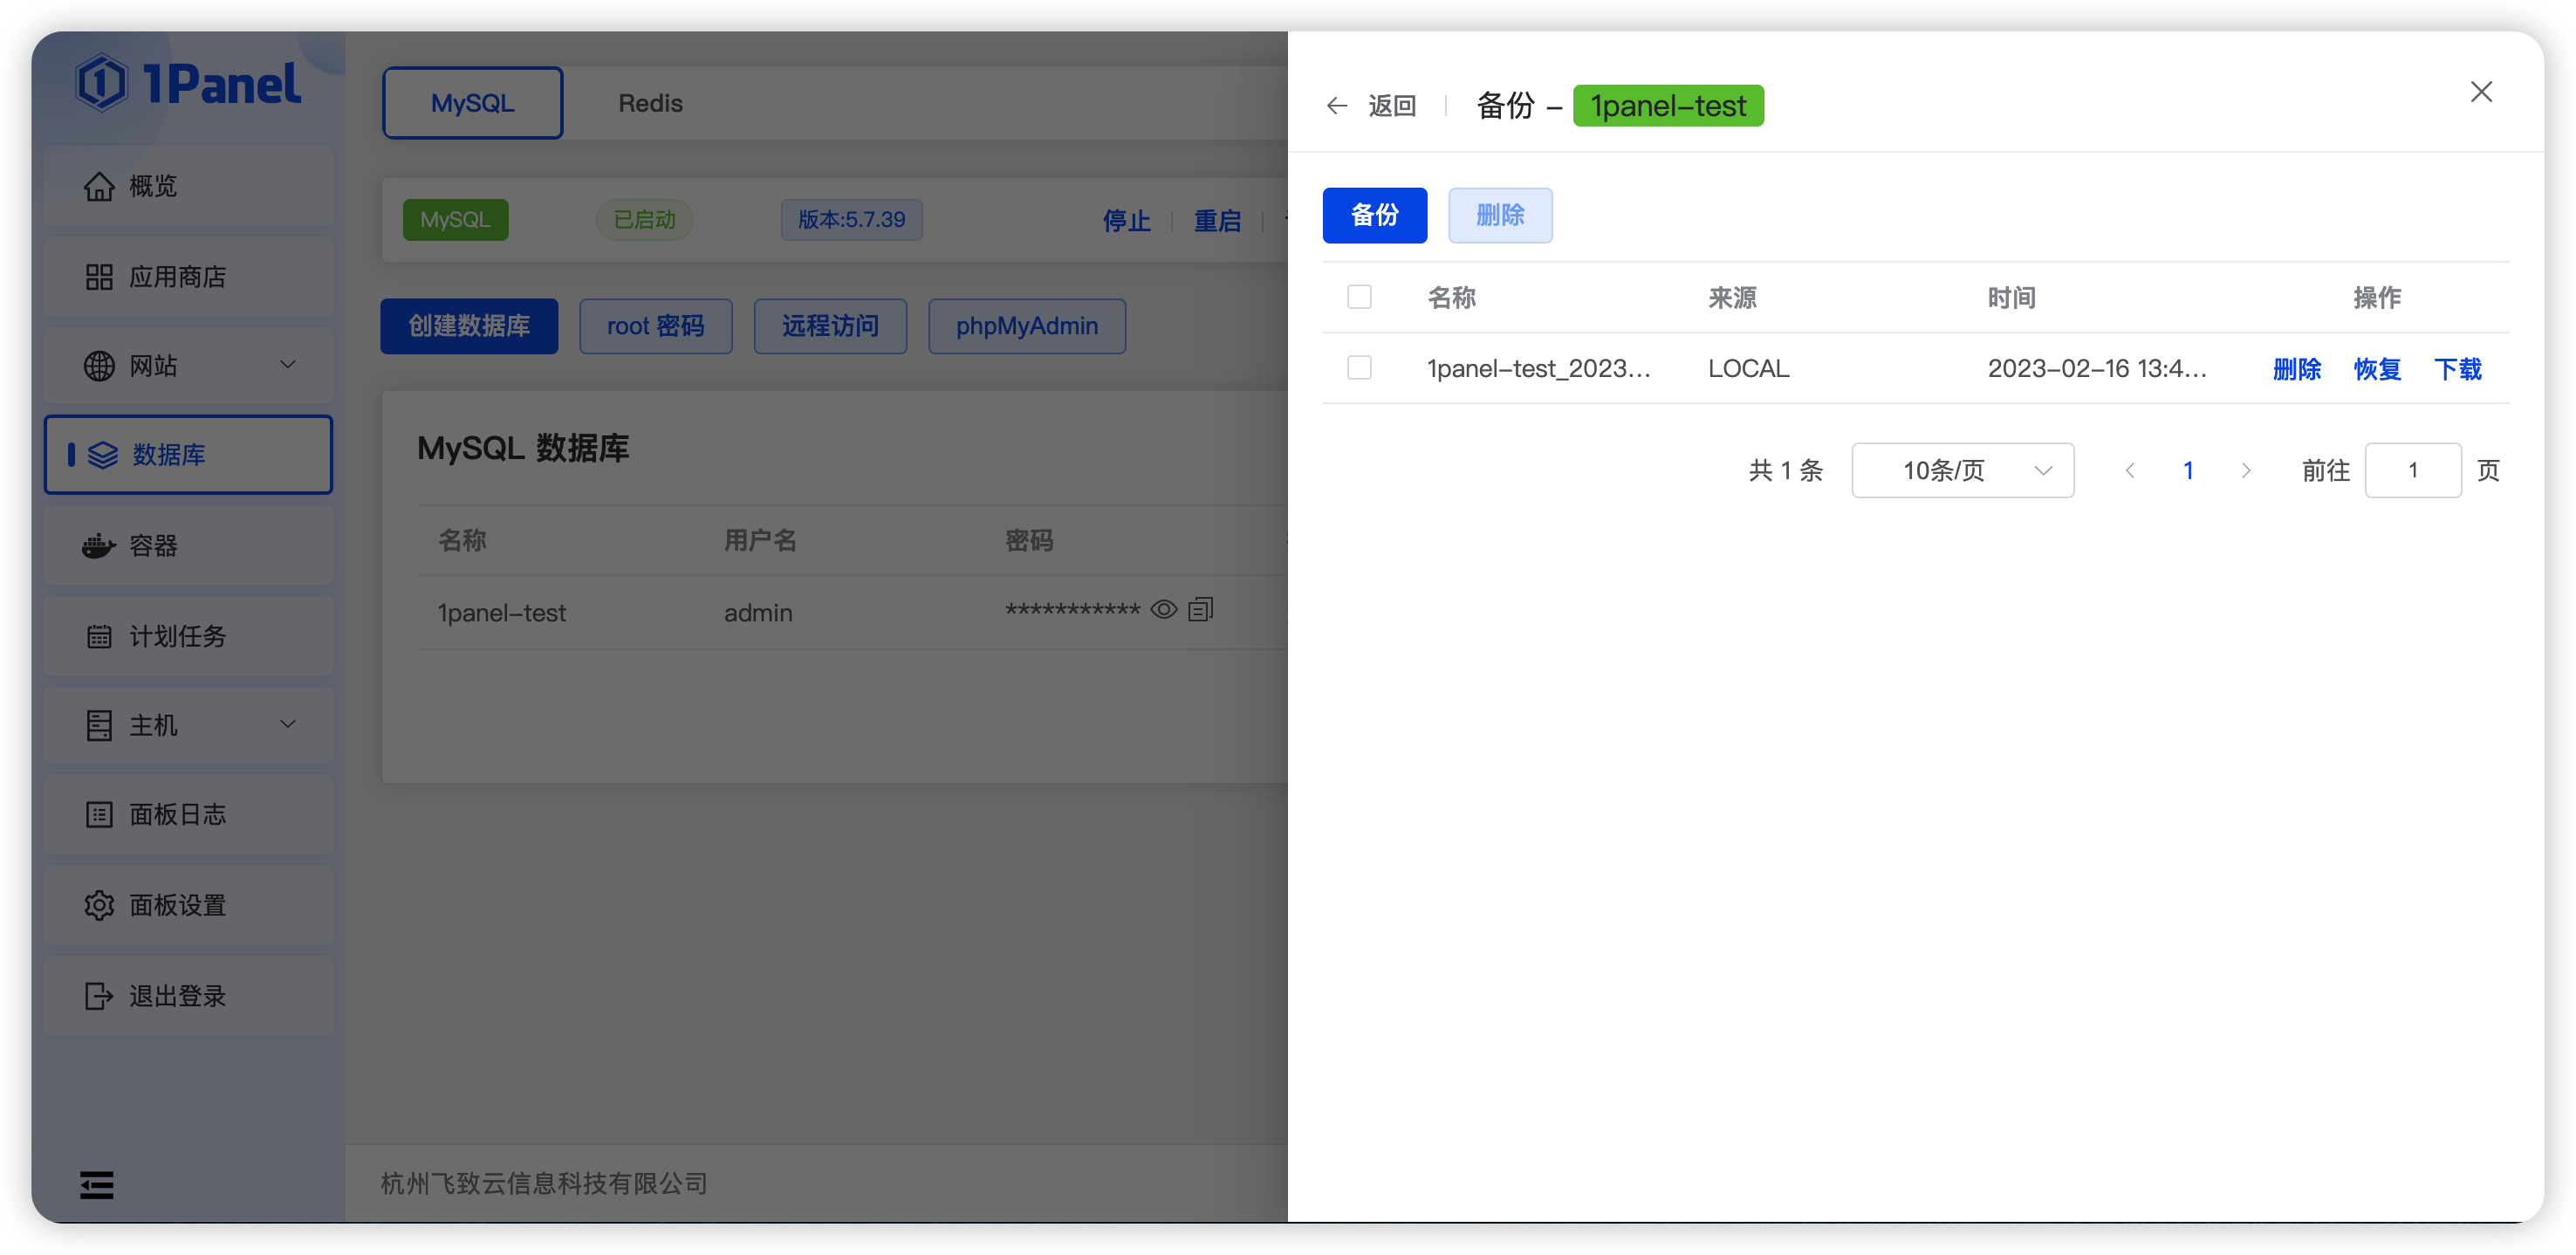 1Panel
概览
应用商店
网站
数据库
容器
计划任务
主机
面板日志
面板设置
退出登录
MySQL Redis
MySQL 已启动 版本:5.7.39 停止 重启
创建数据库 root 密码 远程访问 phpMyAdmin
MySQL 数据库
名称 用户名 密码
1panel-test admin ***********
杭州飞致云信息科技有限公司
返回 备份 - 1panel-test
备份 删除
名称 来源 时间 操作
1panel-test_2023... LOCAL 2023-02-16 13:4... 删除 恢复 下载
共 1 条 10条/页 1 前往 1 页